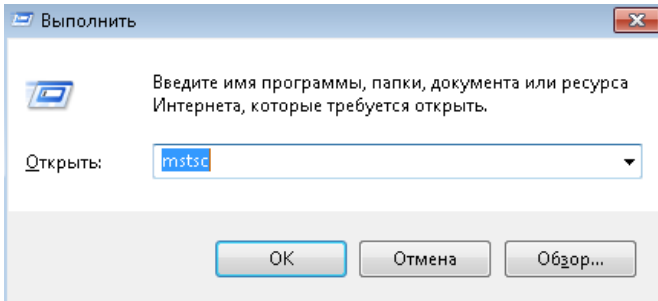 Выполнить
Введите имя программы, папки, документа или ресурса
Интернета, которые требуется открыть.
Открыть:
mstsc
OK
Отмена
Обзор...